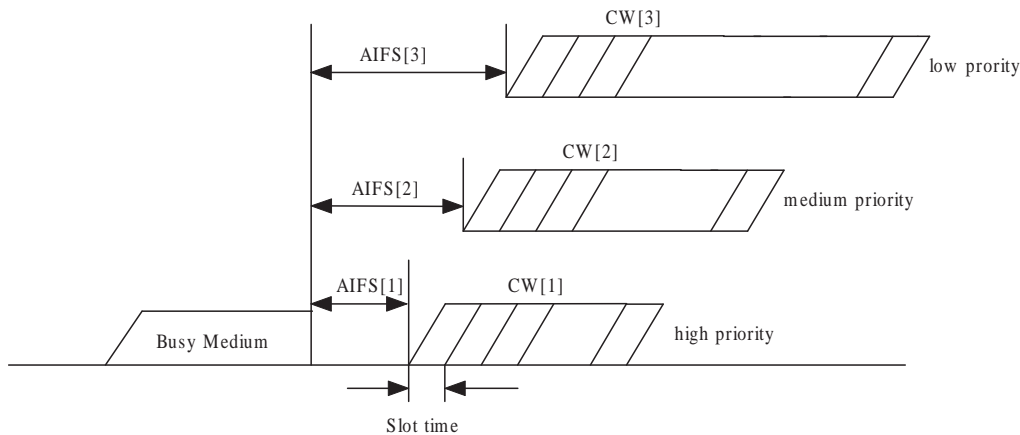 CW[3]
AIFS[3]
low prority
CW[2]
AIFS[2]
medium priority
AIFS[1]
CW[1]
Busy Medium
high priority
Slot time